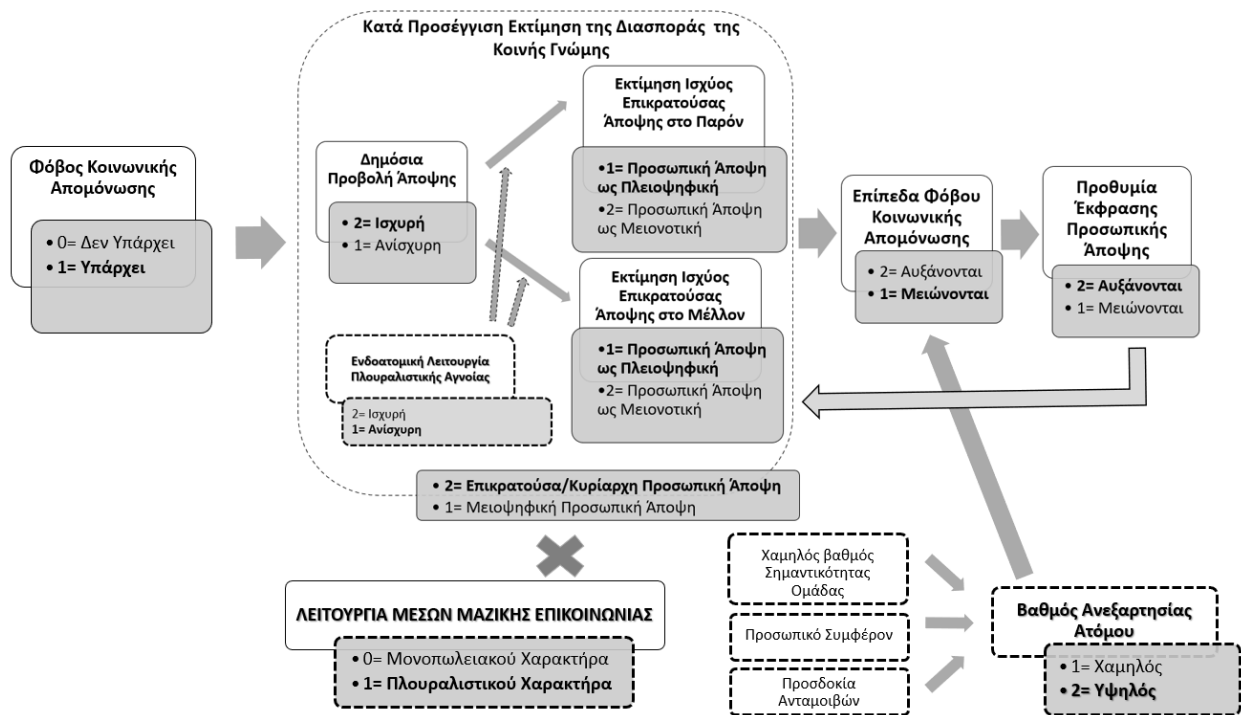 Κατά Προσέγγιση Εκτίμηση της Διασποράς της
Κοινής Γνώμης
Φόβος Κοινωνικής
Απομόνωσης
• 0= Δεν Υπάρχει
• 1= Υπάρχει
Δημόσια
Προβολή Άποψης
• 2= Ισχυρή
• 1= Ανίσχυρη
Ενδοατομική Λειτουργία
Πλουραλιστικής Αγνοίας
2= Ισχυρή
1= Ανίσχυρη
Εκτίμηση Ισχύος
Επικρατούσας
Άποψης στο Παρόν
•1= Προσωπική Άποψη
ως Πλειοψηφική
•2= Προσωπική Άποψη
ως Μειονοτική
Εκτίμηση Ισχύος
Επικρατούσας
Άποψης στο Μέλλον
•1= Προσωπική Άποψη
ως Πλειοψηφική
•2= Προσωπική Άποψη
ως Μειονοτική
Επίπεδα Φόβου
Κοινωνικής
Απομόνωσης
• 2= Αυξάνονται
• 1= Μειώνονται
Προθυμία
Έκφρασης
Προσωπικής
Άποψης
• 2= Αυξάνονται
• 1= Μειώνονται
• 2= Επικρατούσα/Κυρίαρχη Προσωπική Άποψη
• 1= Μειοψηφική Προσωπική Άποψη
ΛΕΙΤΟΥΡΓΙΑ ΜΕΣΩΝ ΜΑΖΙΚΗΣ ΕΠΙΚΟΙΝΩΝΙΑΣ
• 0= Μονοπωλειακού Χαρακτήρα
• 1= Πλουραλιστικού Χαρακτήρα
Χαμηλός βαθμός
Σημαντικότητας
Ομάδας
Προσωπικό Συμφέρον
Προσδοκία
Ανταμοιβών
Βαθμός Ανεξαρτησίας
Ατόμου
• 1= Χαμηλός
• 2= Υψηλός